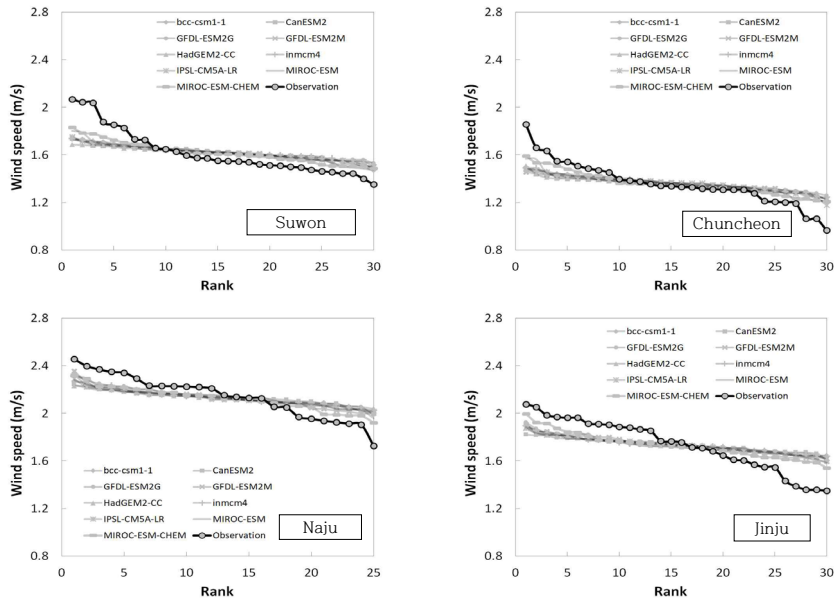 2.8
2.4
2
1.6
1.2
0.8
Wind speed (m/s)
0 5 10 15 20 25 30
Rank
bcc-csm1-1 CanESM2
GFDL-ESM2G GFDL-ESM2M
HadGEM2-CC inmcm4
IPSL-CM5A-LR MIROC-ESM
MIROC-ESM-CHEM Observation
Suwon
2.8
2.4
2
1.6
1.2
0.8
Wind speed (m/s)
0 5 10 15 20 25 30
Rank
bcc-csm1-1 CanESM2
GFDL-ESM2G GFDL-ESM2M
HadGEM2-CC inmcm4
IPSL-CM5A-LR MIROC-ESM
MIROC-ESM-CHEM Observation
Chuncheon
2.8
2.4
2
1.6
1.2
0.8
Wind speed (m/s)
0 5 10 15 20 25
Rank
bcc-csm1-1 CanESM2
GFDL-ESM2G GFDL-ESM2M
HadGEM2-CC inmcm4
IPSL-CM5A-LR MIROC-ESM
MIROC-ESM-CHEM Observation
Naju
2.8
2.4
2
1.6
1.2
0.8
Wind speed (m/s)
0 5 10 15 20 25 30
Rank
bcc-csm1-1 CanESM2
GFDL-ESM2G GFDL-ESM2M
HadGEM2-CC inmcm4
IPSL-CM5A-LR MIROC-ESM
MIROC-ESM-CHEM Observation
Jinju